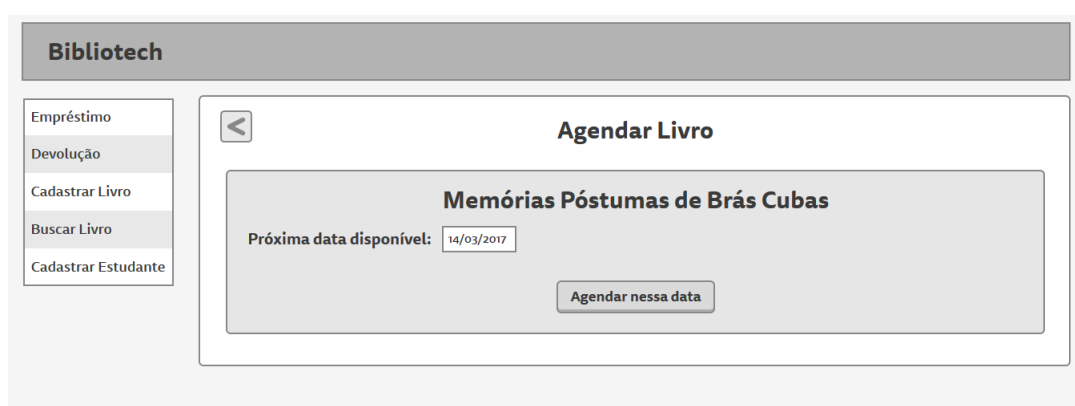 Bibliotech
Empréstimo
Devolução
Cadastrar Livro
Buscar Livro
Cadastrar Estudante
<
Agendar Livro
Memórias Póstumas de Brás Cubas
Próxima data disponível: 14/03/2017
Agendar nessa data